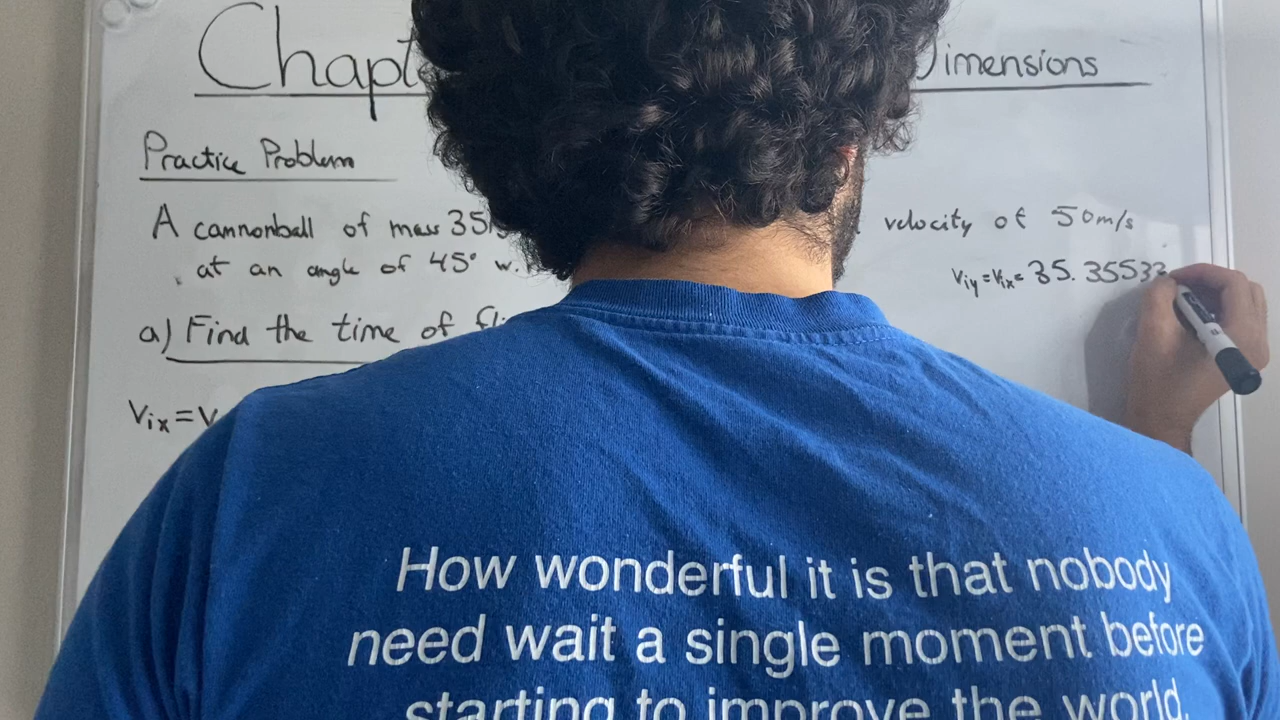 Chapt Dimensions
Practice Problem
A cannonball of mass 35 velocity of 50m/s
at an angle of 45° w.
Viy=Vix= 35.35533
a) Find the time of fli
Vix=V
How wonderful it is that nobody
need wait a single moment before
starting to improve the world.